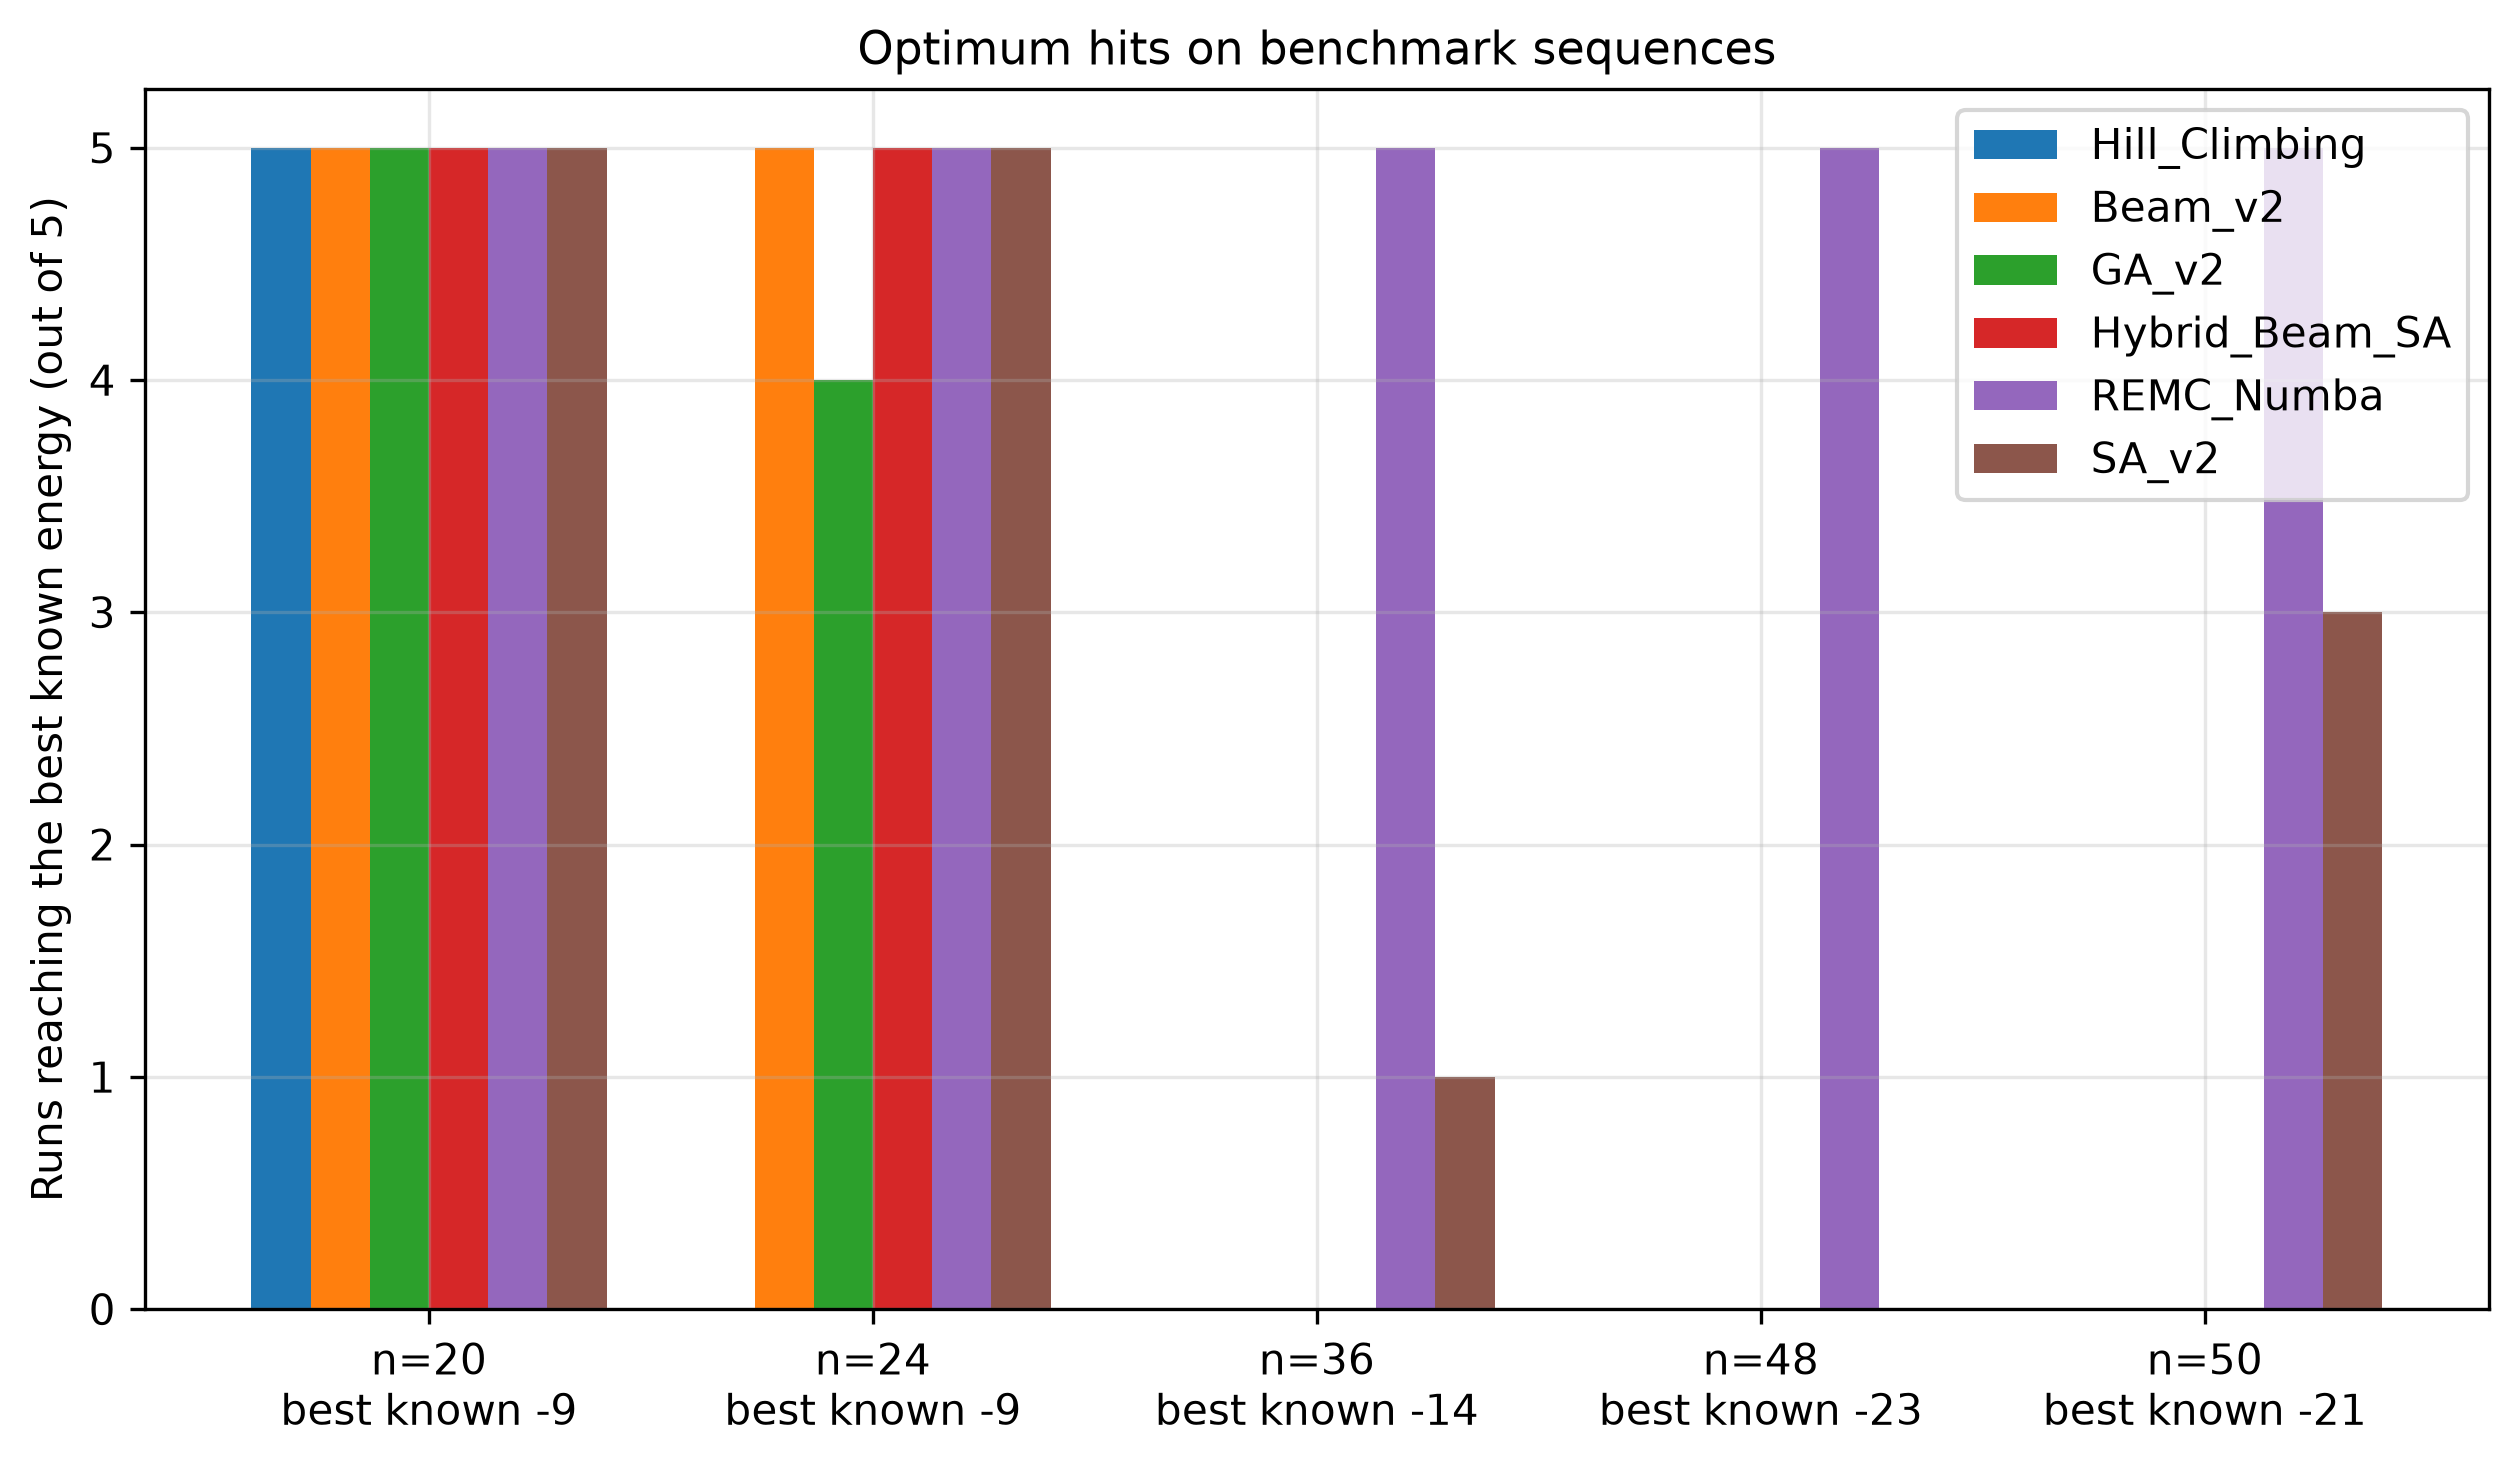 Optimum hits on benchmark sequences
Runs reaching the best known energy (out of 5)
5
4
3
2
1
0
Hill_Climbing
Beam_v2
GA_v2
Hybrid_Beam_SA
REMC_Numba
SA_v2
n=20
best known -9
n=24
best known -9
n=36
best known -14
n=48
best known -23
n=50
best known -21